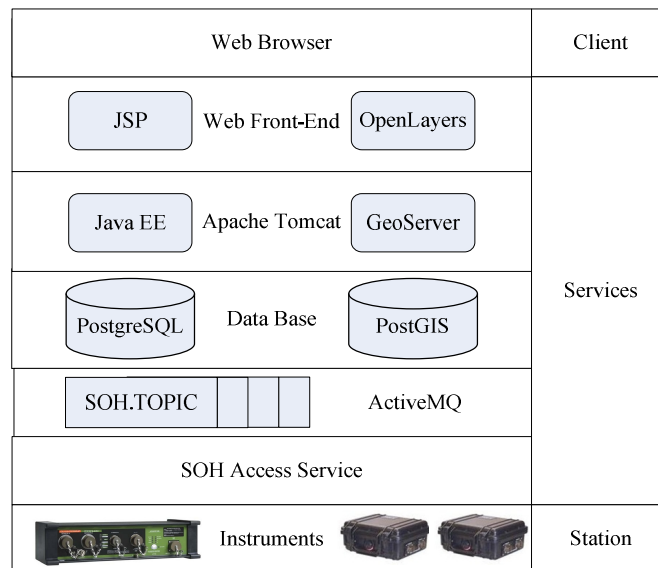 Web Browser
Client
JSP
Web Front-End
OpenLayers
Java EE
Apache Tomcat
GeoServer
Services
PostgreSQL
Data Base
PostGIS
SOH.TOPIC
ActiveMQ
SOH Access Service
Instruments
Station